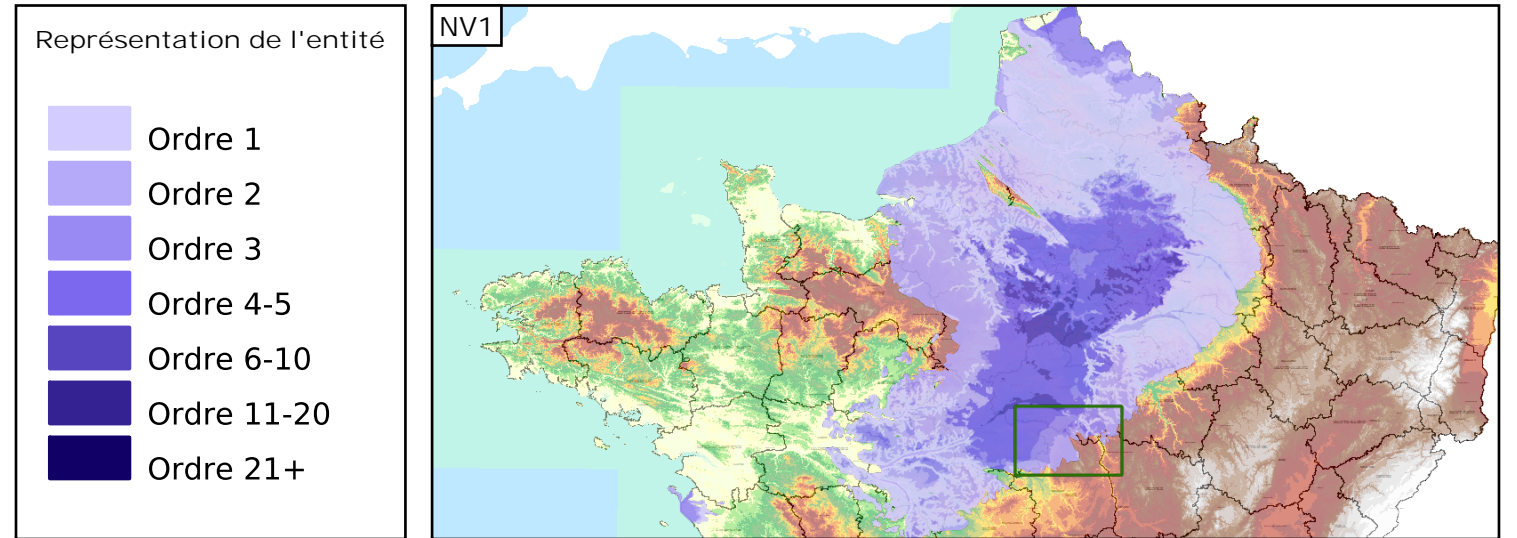 Représentation de l'entité
Ordre 1
Ordre 2
Ordre 3
Ordre 4-5
Ordre 6-10
Ordre 11-20
Ordre 21+
NV1